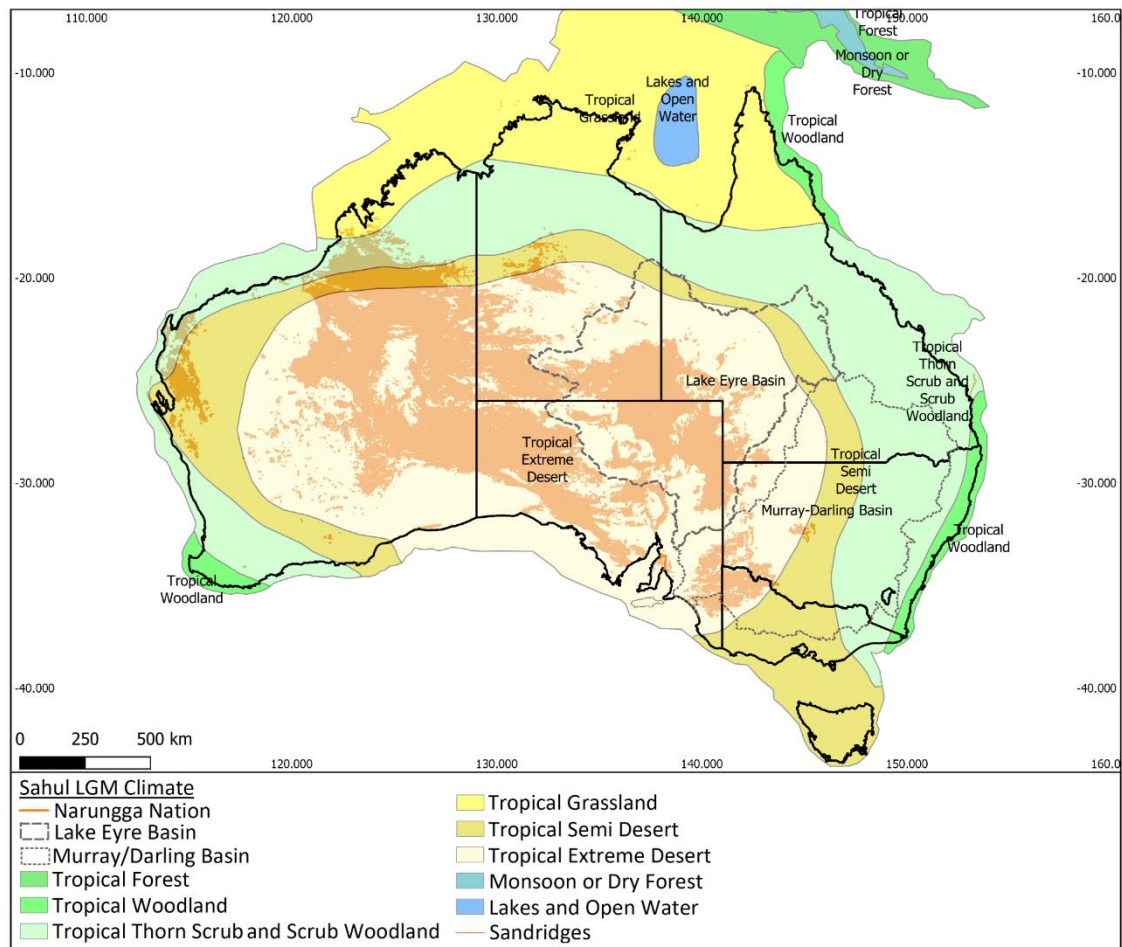 110.000 120.000 130.000 140.000 150.000 160.0
Tropical
Forest
Monsoon or
Dry
Forest
-10.000 -10.000
Lakes and
Open
Water
Tropical
Grassland
Tropical
Woodland
-20.000 -20.000
Tropical
Thorn
Scrub and
Scrub
Woodland
Lake Eyre Basin
Tropical
Extreme
Desert
Tropical
Semi
Desert
-30.000 -30.000
Murray-Darling Basin
Tropical
Woodland
Tropical
Woodland
-40.000 -40.000
0 250 500 km
120.000 130.000 140.000 150.000 160.0
Sahul LGM Climate
Narungga Nation
Lake Eyre Basin
Murray/Darling Basin
Tropical Forest
Tropical Woodland
Tropical Thorn Scrub and Scrub Woodland
Tropical Grassland
Tropical Semi Desert
Tropical Extreme Desert
Monsoon or Dry Forest
Lakes and Open Water
Sandridges